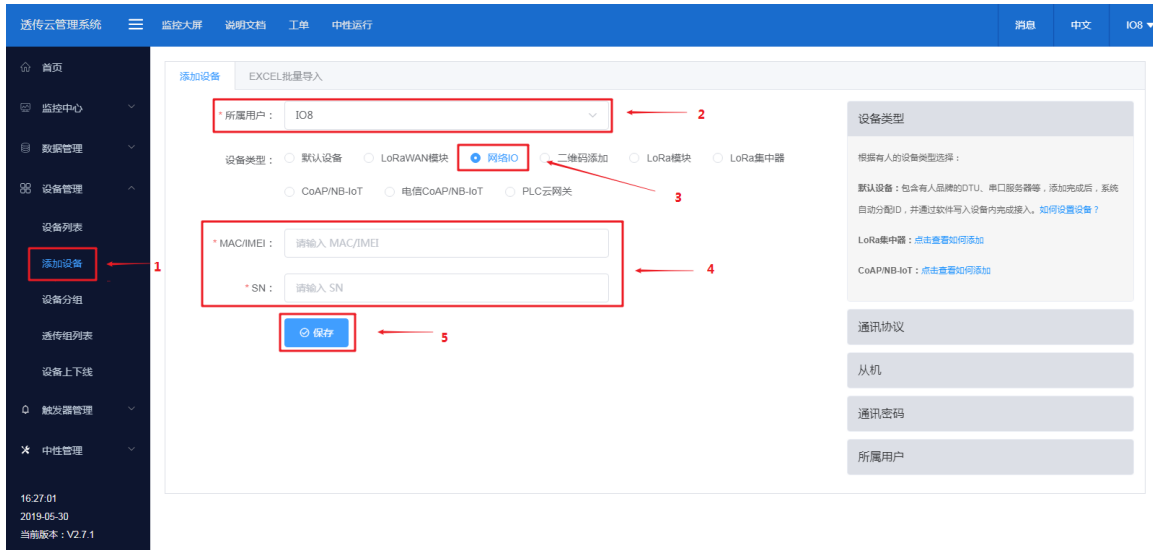 透传云管理系统
监控大屏 说明文档 工单 中性运行
消息 中文 IO8
首页
监控中心
数据管理
设备管理
设备列表
添加设备
设备分组
透传组列表
设备上下线
触发器管理
中性管理
16:27:01
2019-05-30
当前版本：V2.7.1
1
添加设备 EXCEL批量导入
*所属用户： IO8
2
设备类型： 默认设备 LoRaWAN模块 网络IO 二维码添加 LoRa模块 LoRa集中器
CoAP/NB-IoT 电信CoAP/NB-IoT PLC云网关
3
*MAC/IMEI： 请输入 MAC/IMEI
4
*SN： 请输入 SN
保存
5
设备类型
根据有人的设备类型选择：
默认设备：包含有人品牌的DTU、串口服务器等，添加完成后，系统
自动分配ID，并通过软件写入设备内完成接入。如何设置设备？
LoRa集中器：点击查看如何添加
CoAP/NB-IoT：点击查看如何添加
通讯协议
从机
通讯密码
所属用户